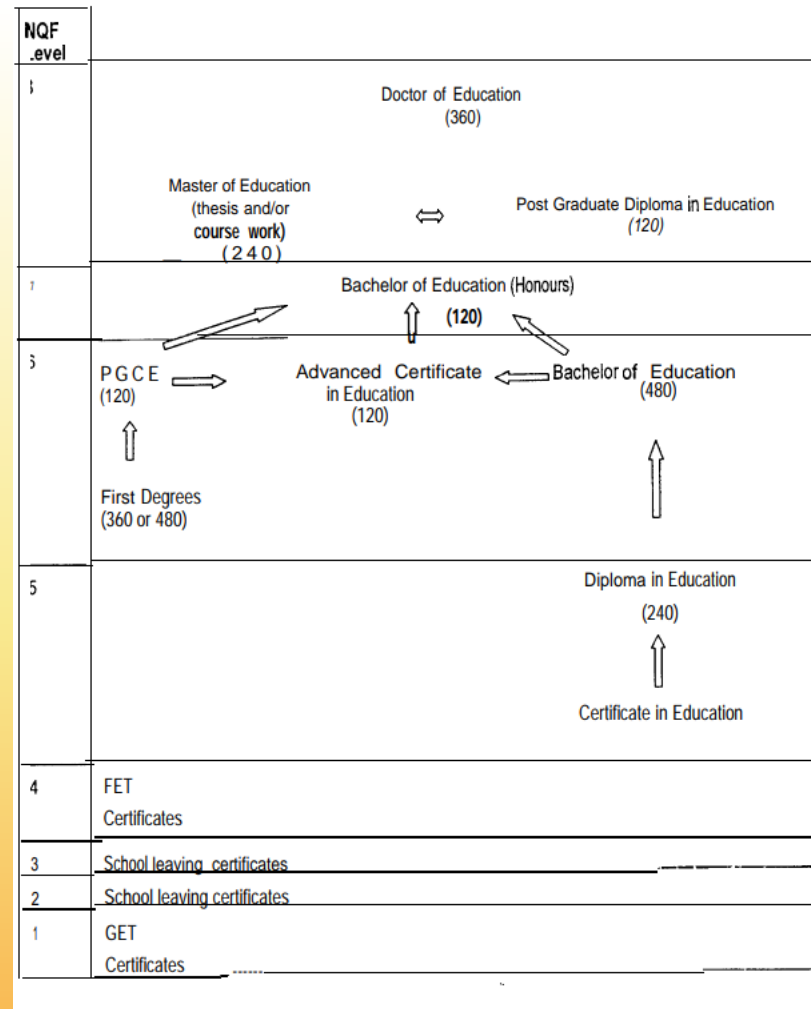 NQF
.evel
Doctor of Education
(360)
Master of Education
(thesis and/or
course work)
(240)
Post Graduate Diploma in Education
(120)
Bachelor of Education (Honours)
(120)
PGCE
(120)
Advanced Certificate
in Education
(120)
Bachelor of Education
(480)
First Degrees
(360 or 480)
5
Diploma in Education
(240)
Certificate in Education
4
FET
Certificates
3
School leaving certificates
2
School leaving certificates
1
GET
Certificates